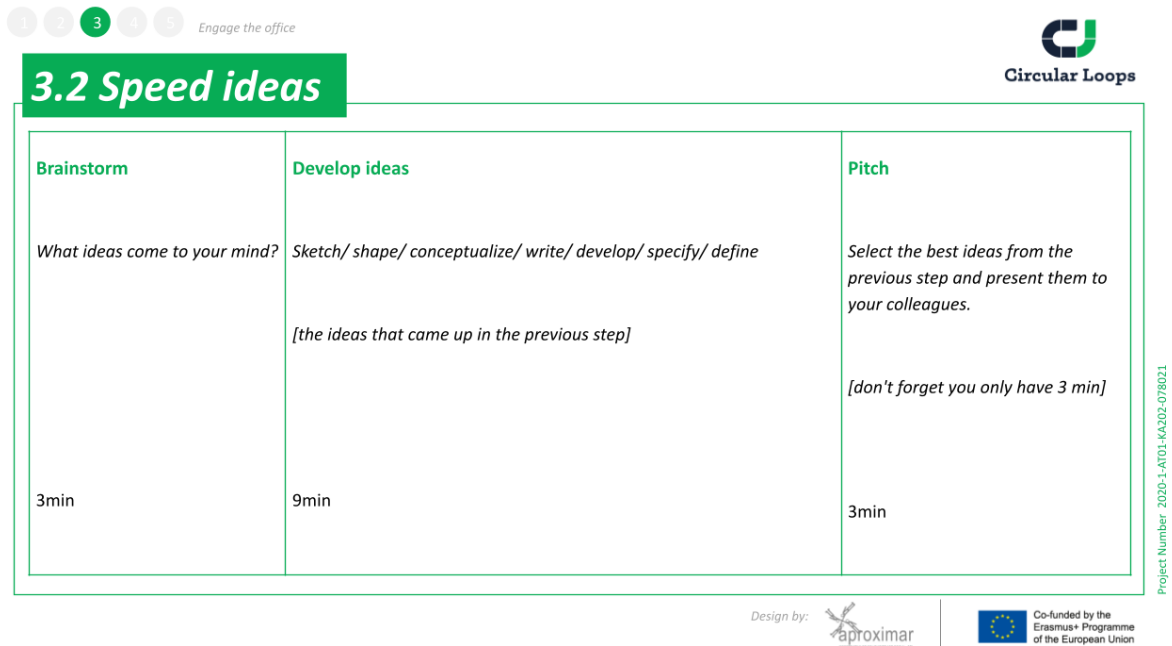 1 2 3 4 5 Engage the office
Circular Loops
3.2 Speed ideas
Brainstorm
What ideas come to your mind?
3min
Develop ideas
Sketch/ shape/ conceptualize/ write/ develop/ specify/ define
[the ideas that came up in the previous step]
9min
Pitch
Select the best ideas from the
previous step and present them to
your colleagues.
[don't forget you only have 3 min]
3min
Project Number 2020-1-AT01-KA202-078021
Design by:
aproximar
Co-funded by the
Erasmus+ Programme
of the European Union